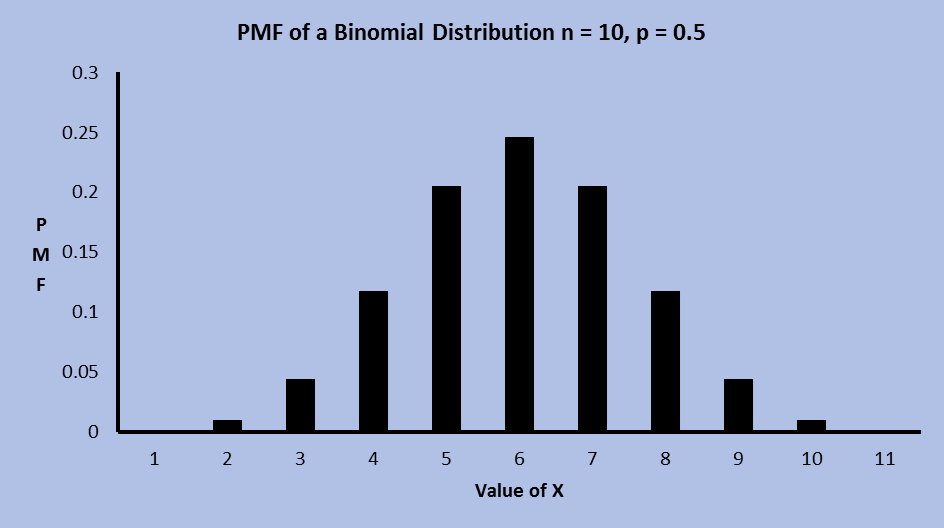 PMF of a Binomial Distribution n = 10, p = 0.5
0.3
0.25
0.2
0.15
0.1
0.05
0
P
M
F
1 2 3 4 5 6 7 8 9 10 11
Value of X